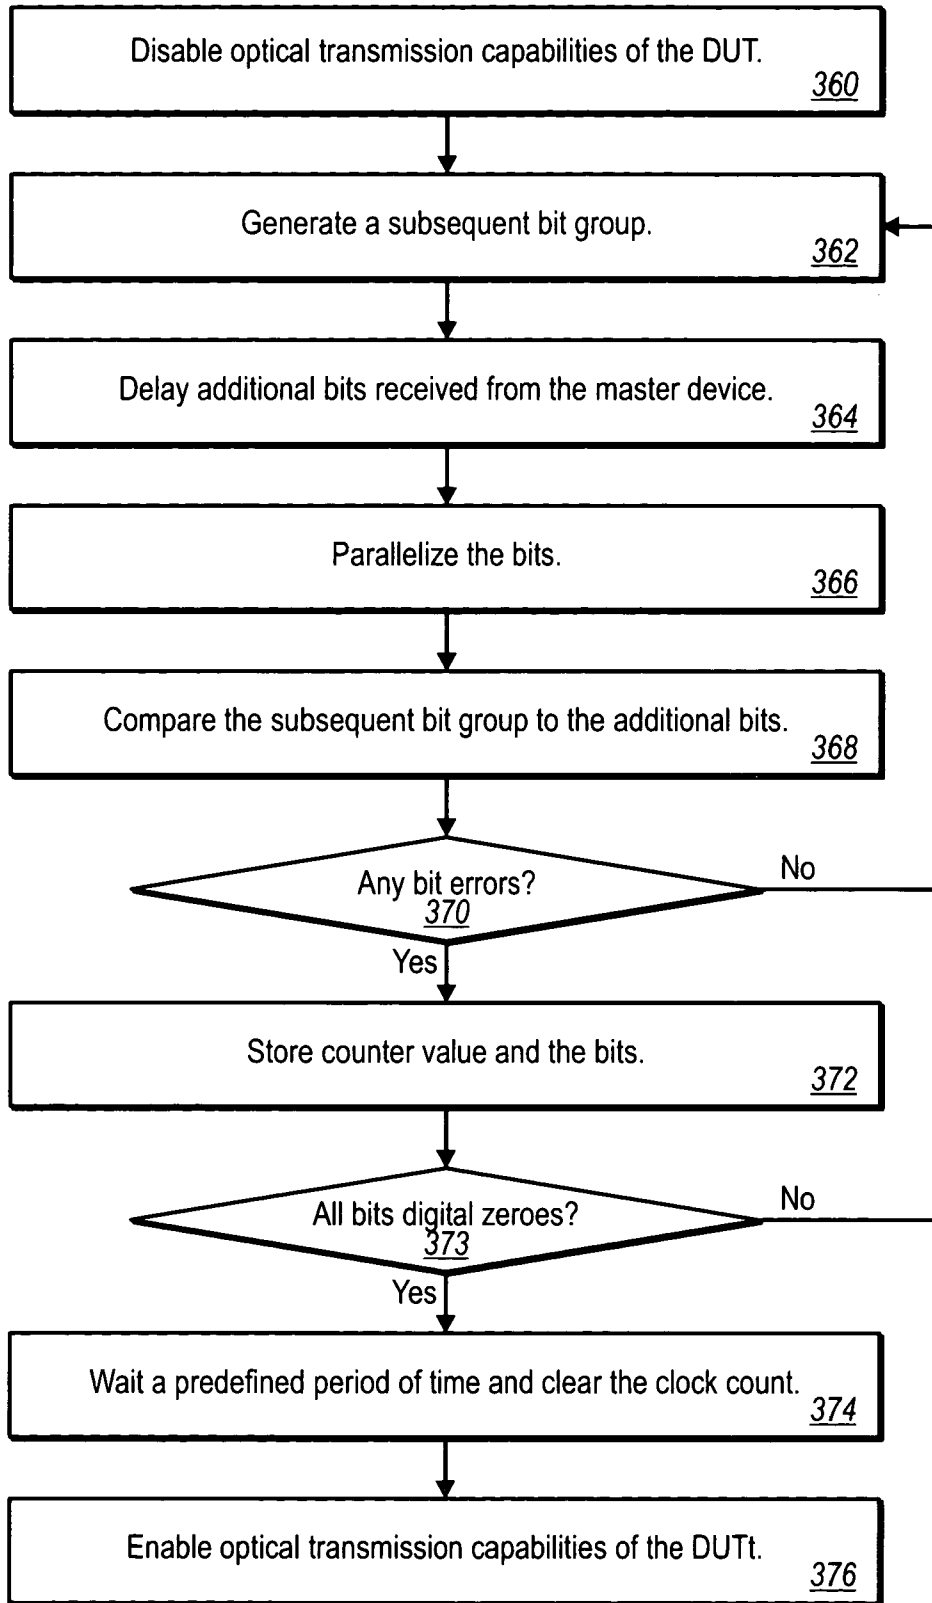 Disable optical transmission capabilities of the DUT.
360
Generate a subsequent bit group.
362
Delay additional bits received from the master device.
364
Parallelize the bits.
366
Compare the subsequent bit group to the additional bits.
368
Any bit errors?
370
No
Yes
Store counter value and the bits.
372
All bits digital zeroes?
373
No
Yes
Wait a predefined period of time and clear the clock count.
374
Enable optical transmission capabilities of the DUTt.
376